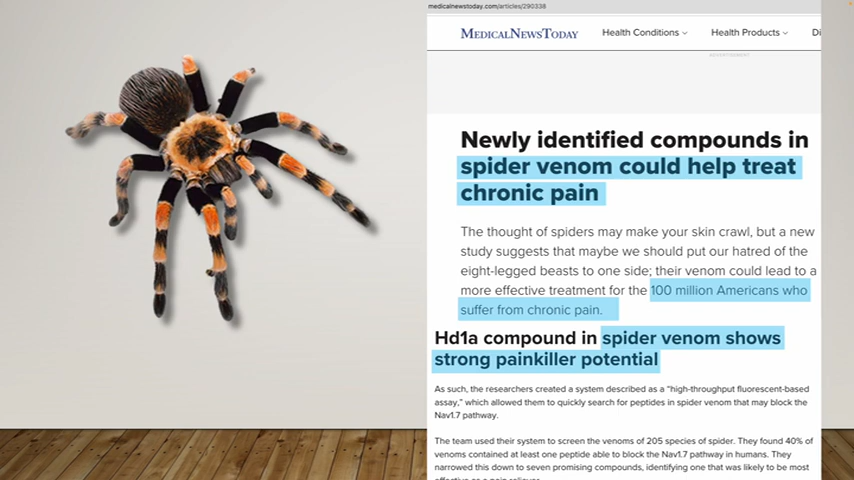 medicalnewstoday.com/articles/290338
MEDICALNEWSTODAY Health Conditions Health Products Di
ADVERTISEMENT
Newly identified compounds in
spider venom could help treat
chronic pain
The thought of spiders may make your skin crawl, but a new
study suggests that maybe we should put our hatred of the
eight-legged beasts to one side; their venom could lead to a
more effective treatment for the 100 million Americans who
suffer from chronic pain.
Hd1a compound in spider venom shows
strong painkiller potential
As such, the researchers created a system described as a “high-throughput fluorescent-based
assay,” which allowed them to quickly search for peptides in spider venom that may block the
Nav1.7 pathway.
The team used their system to screen the venoms of 205 species of spider. They found 40% of
venoms contained at least one peptide able to block the Nav1.7 pathway in humans. They
narrowed this down to seven promising compounds, identifying one that was likely to be most
effective as a pain reliever.